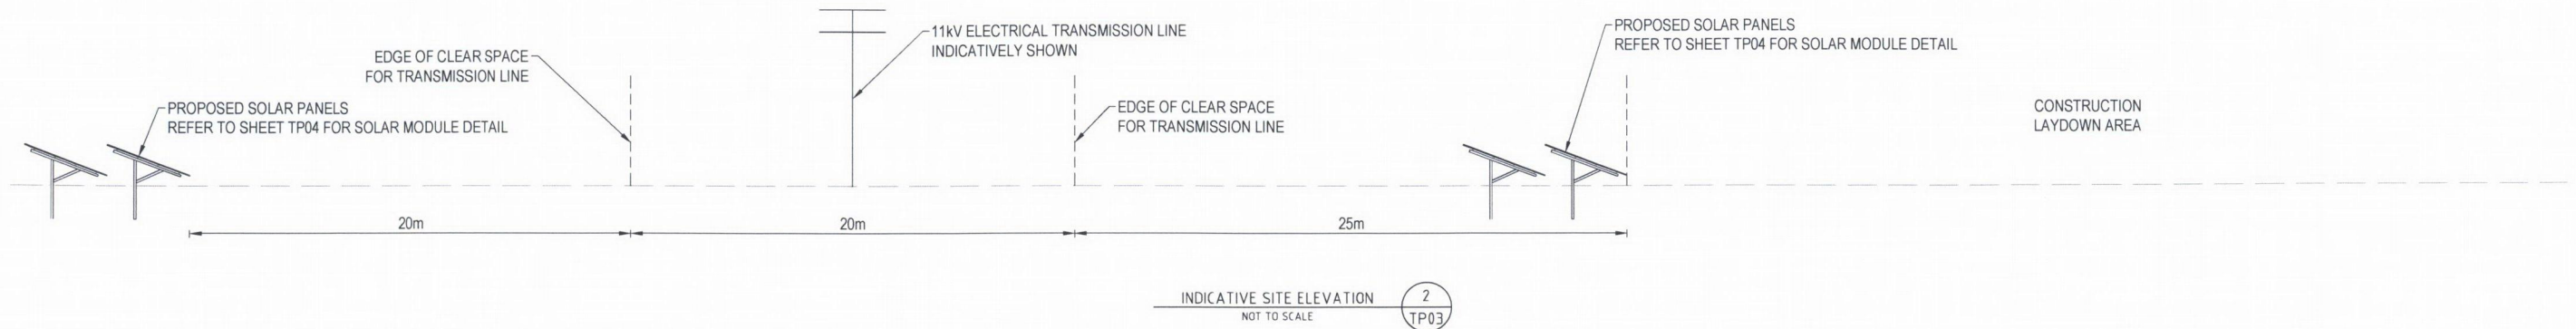 PROPOSED SOLAR PANELS
REFER TO SHEET TP04 FOR SOLAR MODULE DETAIL
EDGE OF CLEAR SPACE
FOR TRANSMISSION LINE
11kV ELECTRICAL TRANSMISSION LINE
INDICATIVELY SHOWN
EDGE OF CLEAR SPACE
FOR TRANSMISSION LINE
PROPOSED SOLAR PANELS
REFER TO SHEET TP04 FOR SOLAR MODULE DETAIL
CONSTRUCTION
LAYDOWN AREA
20m
20m
25m
INDICATIVE SITE ELEVATION
NOT TO SCALE
2
TP03